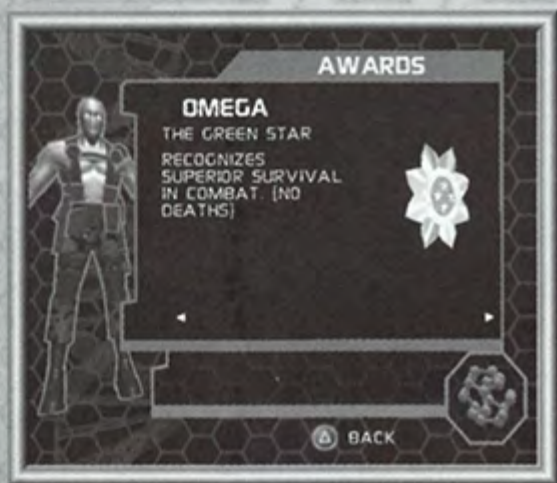 AWARDS
OMEGA
THE GREEN STAR
RECOGNIZES
SUPERIOR SURVIVAL
IN COMBAT. (NO
DEATHS)
BACK